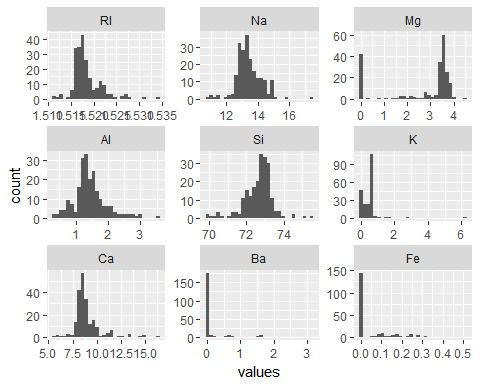 RI Na Mg
40 30 20 10 0
30 20 10 0
60 40 20 0
1.510 1.515 1.520 1.525 1.530 1.535
12 14 16
0 1 2 3 4
Al Si K
30 20 10 0
30 20 10 0
90 60 30 0
1 2 3
70 72 74
0 2 4 6
count
Ca Ba Fe
40 20 0
150 100 50 0
150 100 50 0
5.0 7.5 10.0 12.5 15.0
0 1 2 3
0.0 0.1 0.2 0.3 0.4 0.5
values